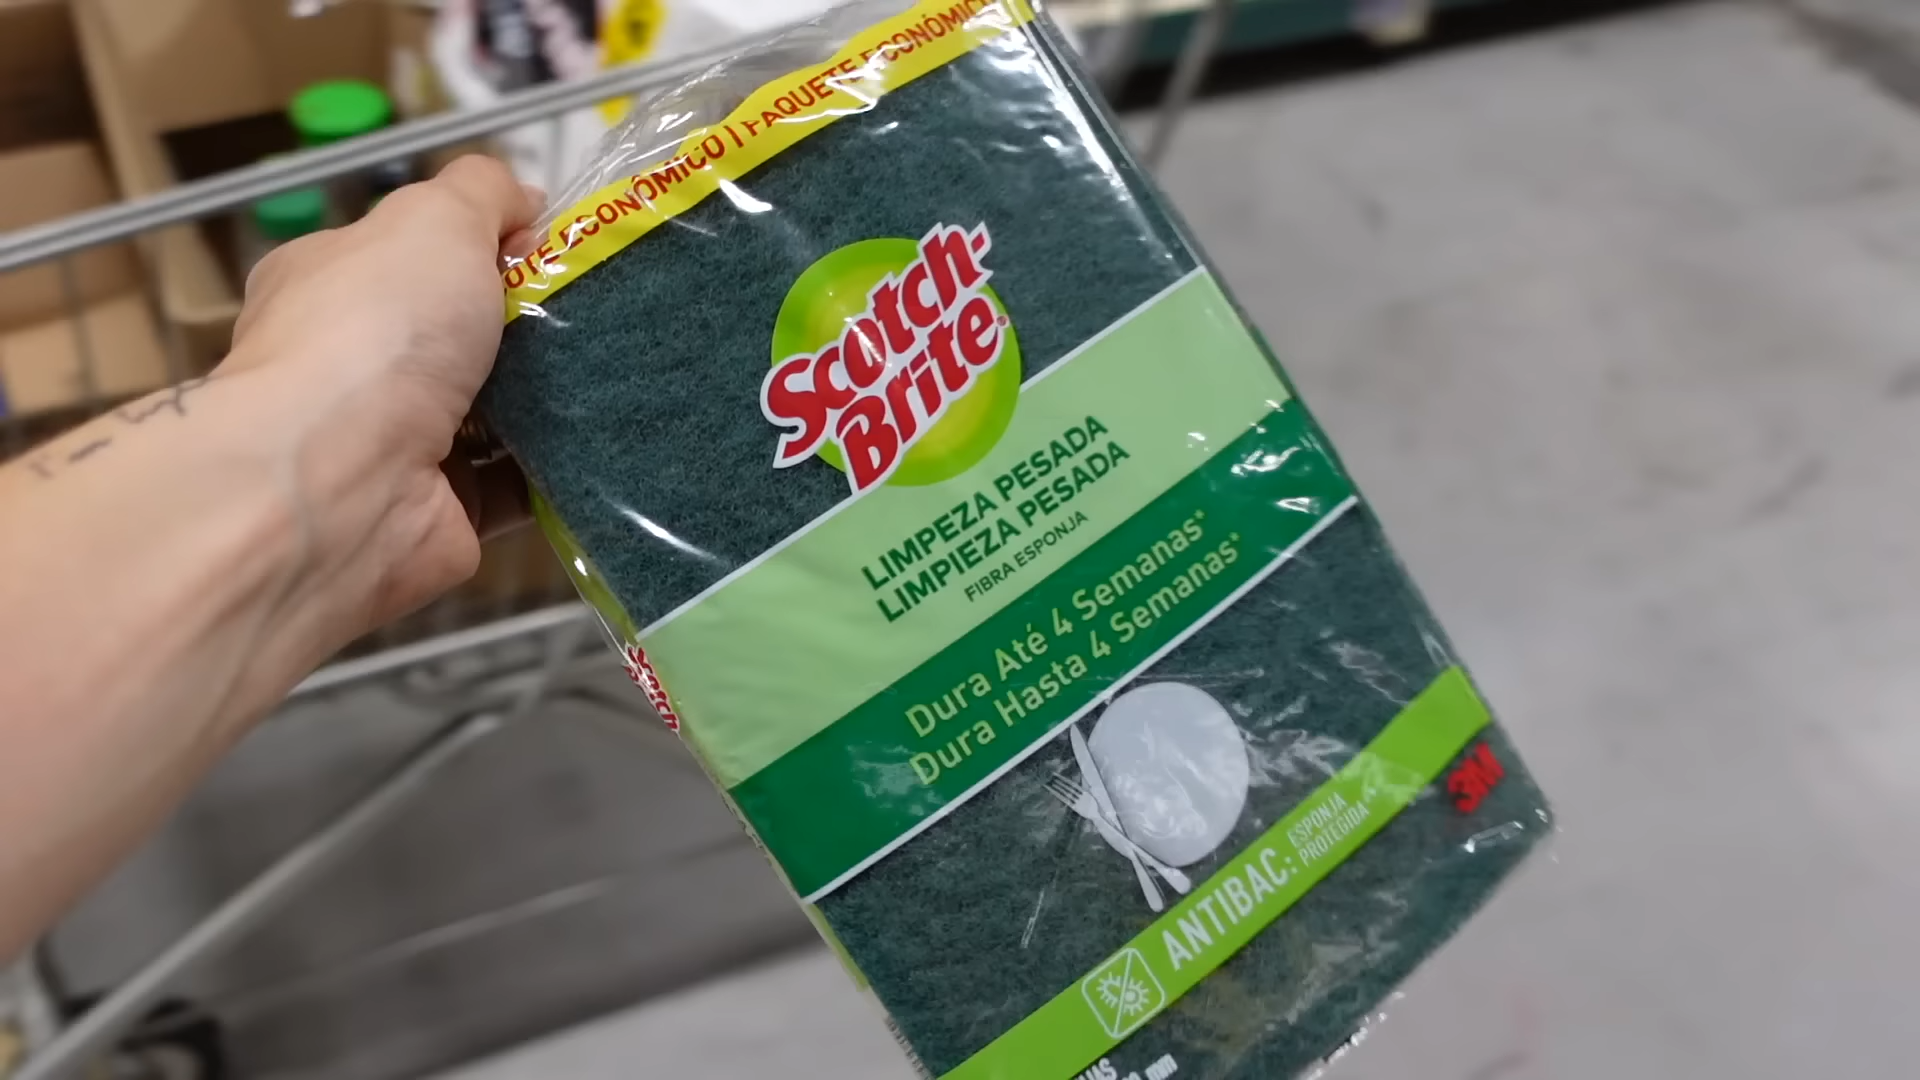 ECONÔMICO | PAQUETE ECONÓMICO
Scotch-
Brite
LIMPEZA PESADA
LIMPIEZA PESADA
FIBRA ESPONJA
Dura Até 4 Semanas*
Dura Hasta 4 Semanas*
Scotch
3M
ANTIBAC:
ESPONJA
PROTEGIDA
mm